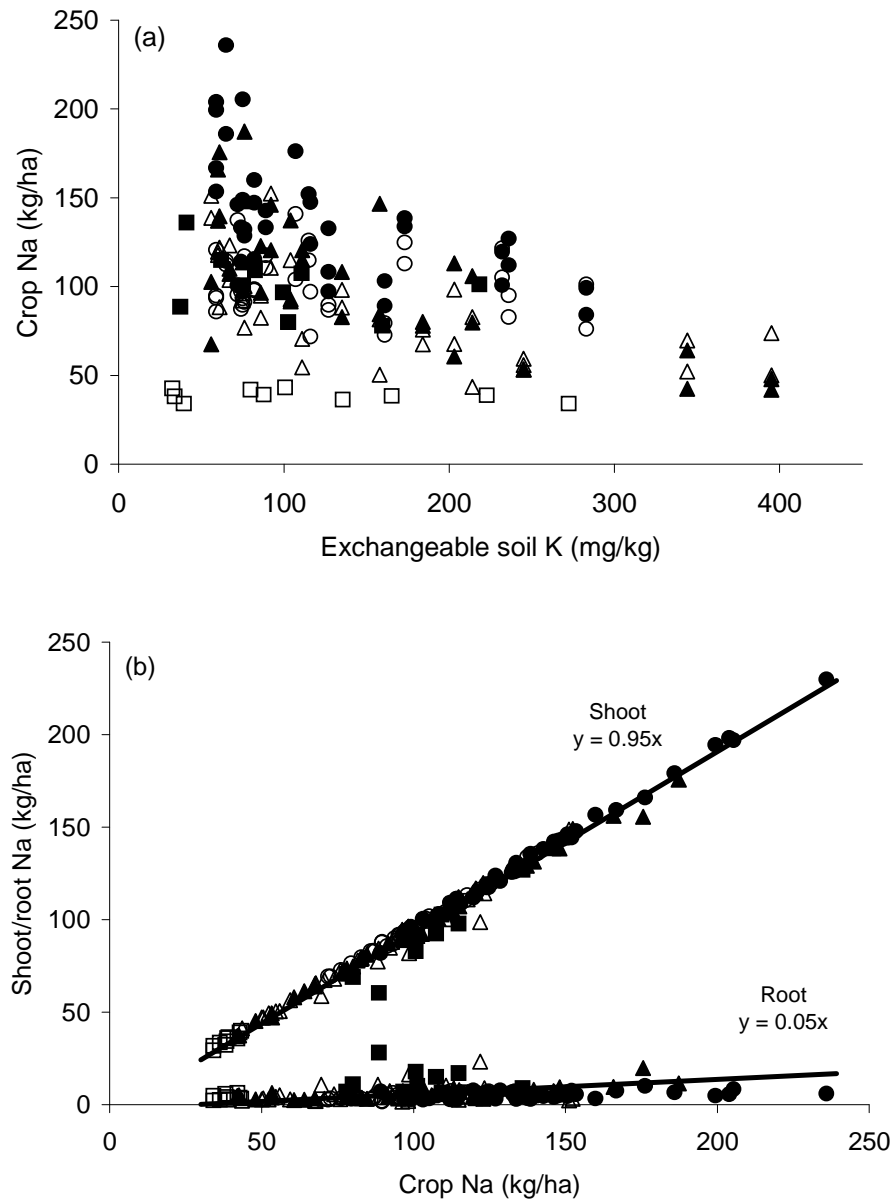 (a)
250
200
150
100
50
0
Crop Na (kg/ha)
0 100 200 300 400
Exchangeable soil K (mg/kg)
(b)
250
200
150
100
50
0
Shoot/root Na (kg/ha)
Shoot
y = 0.95x
Root
y = 0.05x
0 50 100 150 200 250
Crop Na (kg/ha)